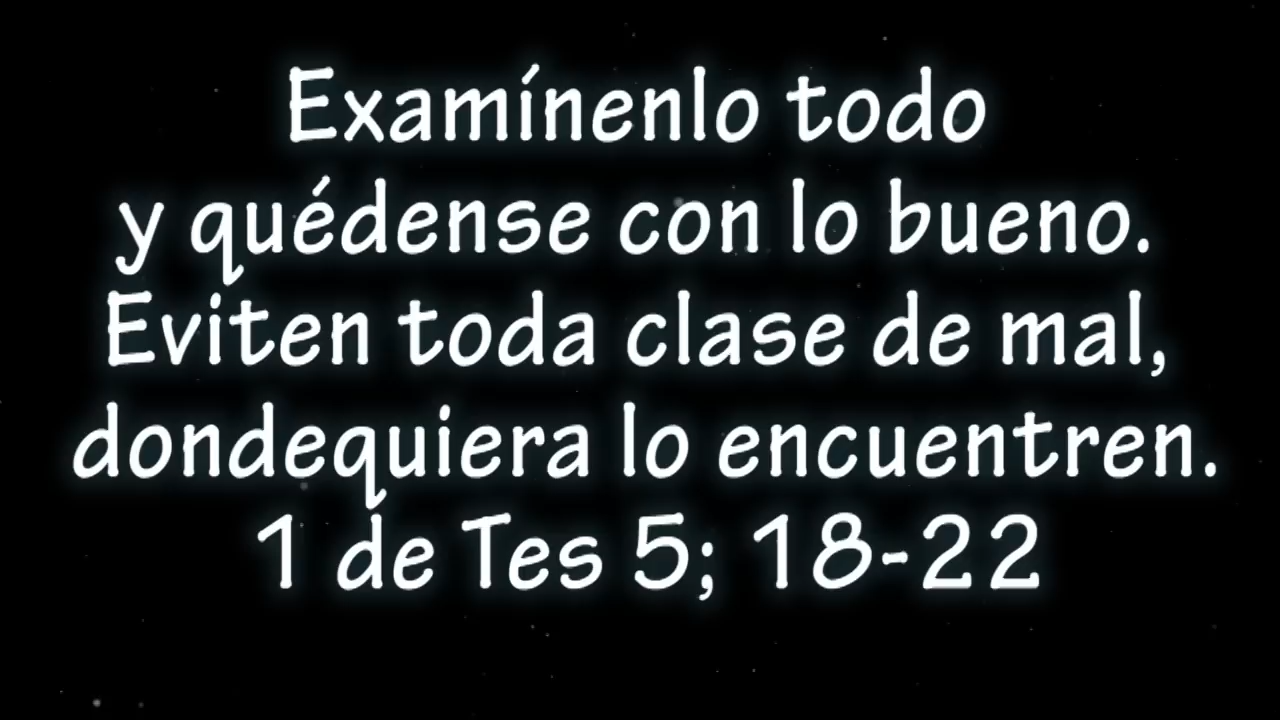 Examínenlo todo
y quédense con lo bueno.
Eviten toda clase de mal,
dondequiera lo encuentren.
1 de Tes 5; 18-22